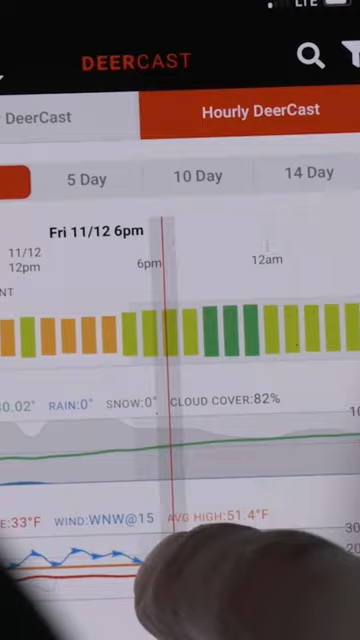 LTE
DEERCAST
DeerCast
Hourly DeerCast
5 Day
10 Day
14 Day
Fri 11/12 6pm
11/12
12pm
6pm
12am
NT
30.02" RAIN:0" SNOW:0" CLOUD COVER:82%
E:33°F WIND:WNW@15 AVG HIGH:51.4°F
30
20